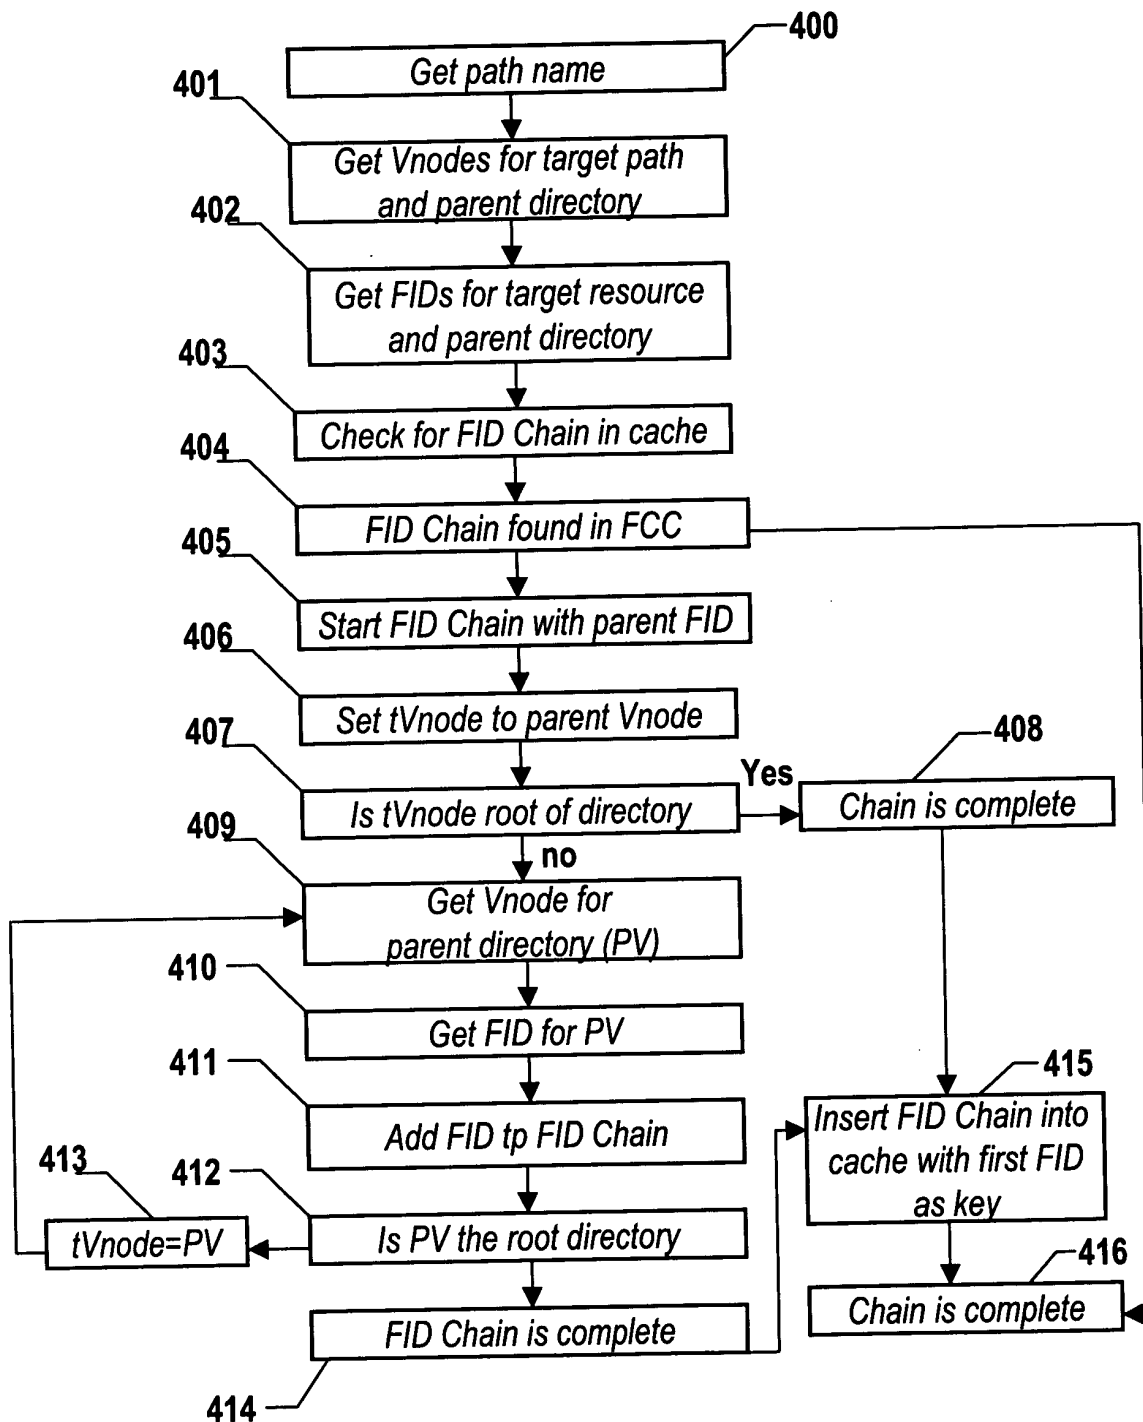 400
Get path name
401
Get Vnodes for target path
and parent directory
402
Get FIDs for target resource
and parent directory
403
Check for FID Chain in cache
404
FID Chain found in FCC
405
Start FID Chain with parent FID
406
Set tVnode to parent Vnode
407
Is tVnode root of directory
Yes
408
Chain is complete
no
409
Get Vnode for
parent directory (PV)
410
Get FID for PV
411
Add FID tp FID Chain
412
Is PV the root directory
413
tVnode=PV
FID Chain is complete
414
415
Insert FID Chain into
cache with first FID
as key
416
Chain is complete